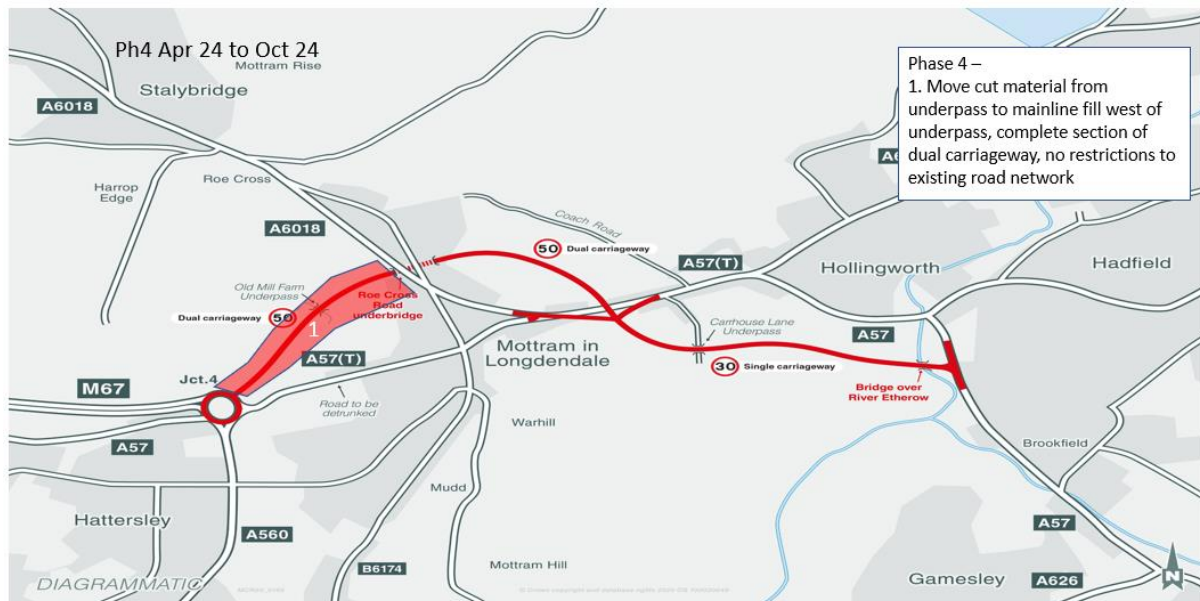 Ph4 Apr 24 to Oct 24
Mottram Rise
Stalybridge
A6018
Phase 4 –
1. Move cut material from
underpass to mainline fill west of
underpass, complete section of
dual carriageway, no restrictions to
existing road network
Harrop
Edge
Roe Cross
A6018
Coach Road
50 Dual carriageway
A57(T)
Hollingworth
Hadfield
Old Mill Farm
Underpass
Roe Cross
Road
underbridge
Dual carriageway 50
1
A57(T)
Mottram in
Longdendale
Carrhouse Lane
Underpass
A57
30 Single carriageway
Bridge over
River Etherow
Jct.4
M67
Road to be
detrunked
A57
Warhill
Brookfield
Mudd
Hattersley
A560
B6174
Mottram Hill
A57
Gamesley
A626
DIAGRAMMATIC
N